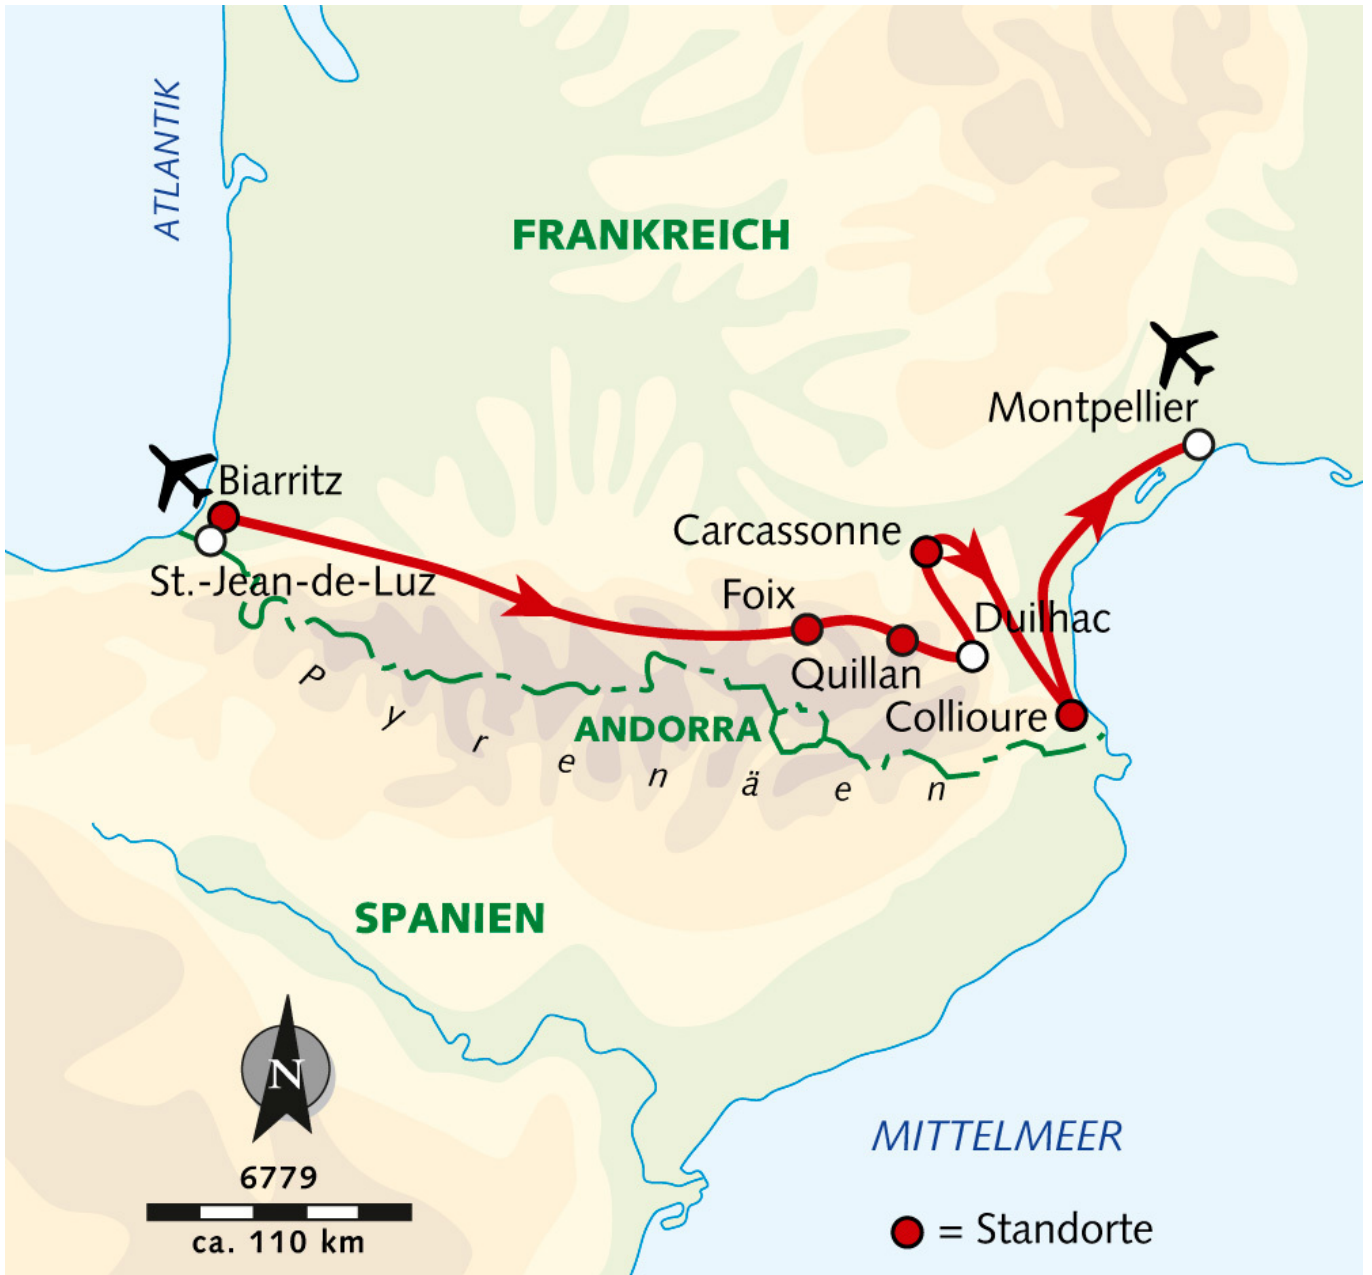 ATLANTIK
FRANKREICH
Montpellier
Biarritz
Carcassonne
St.-Jean-de-Luz
Foix
Duilhac
Quillan
Collioure
ANDORRA
Pyrenäen
SPANIEN
N
MITTELMEER
6779
ca. 110 km
= Standorte